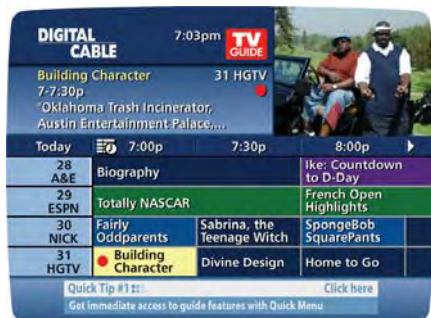 DIGITAL
CABLE
7:03pm
TV
GUIDE
Building Character
31 HGTV
7-7:30p
"Oklahoma Trash Incinerator,
Austin Entertainment Palace,...
Today 7:00p 7:30p 8:00p
28
A&E
Biography
Ike: Countdown
to D-Day
29
ESPN
Totally NASCAR
French Open
Highlights
30
NICK
Fairly
Oddparents
Sabrina, the
Teenage Witch
SpongeBob
SquarePants
31
HGTV
Building
Character
Divine Design
Home to Go
Quick Tip #1
Click here
Get immediate access to guide features with Quick Menu